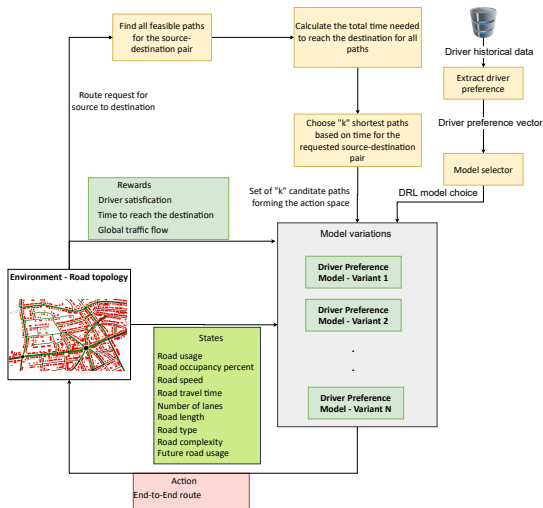 Find all feasible paths
for the source-
destination pair
Calculate the total time needed
to reach the destination for all
paths
Driver historical data
Extract driver
preference
Route request for
source to destination
Choose "k" shortest paths
based on time for the
requested source-destination
pair
Driver preference vector
Model selector
Rewards
Driver satisfication
Time to reach the destination
Global traffic flow
Set of "k" canditate paths
forming the action space
DRL model choice
Model variations
Environment - Road topology
Driver Preference
Model - Variant 1
Driver Preference
Model - Variant 2
.
.
Driver Preference
Model - Variant N
States
Road usage
Road occupancy percent
Road speed
Road travel time
Number of lanes
Road length
Road type
Road complexity
Future road usage
Action
End-to-End route